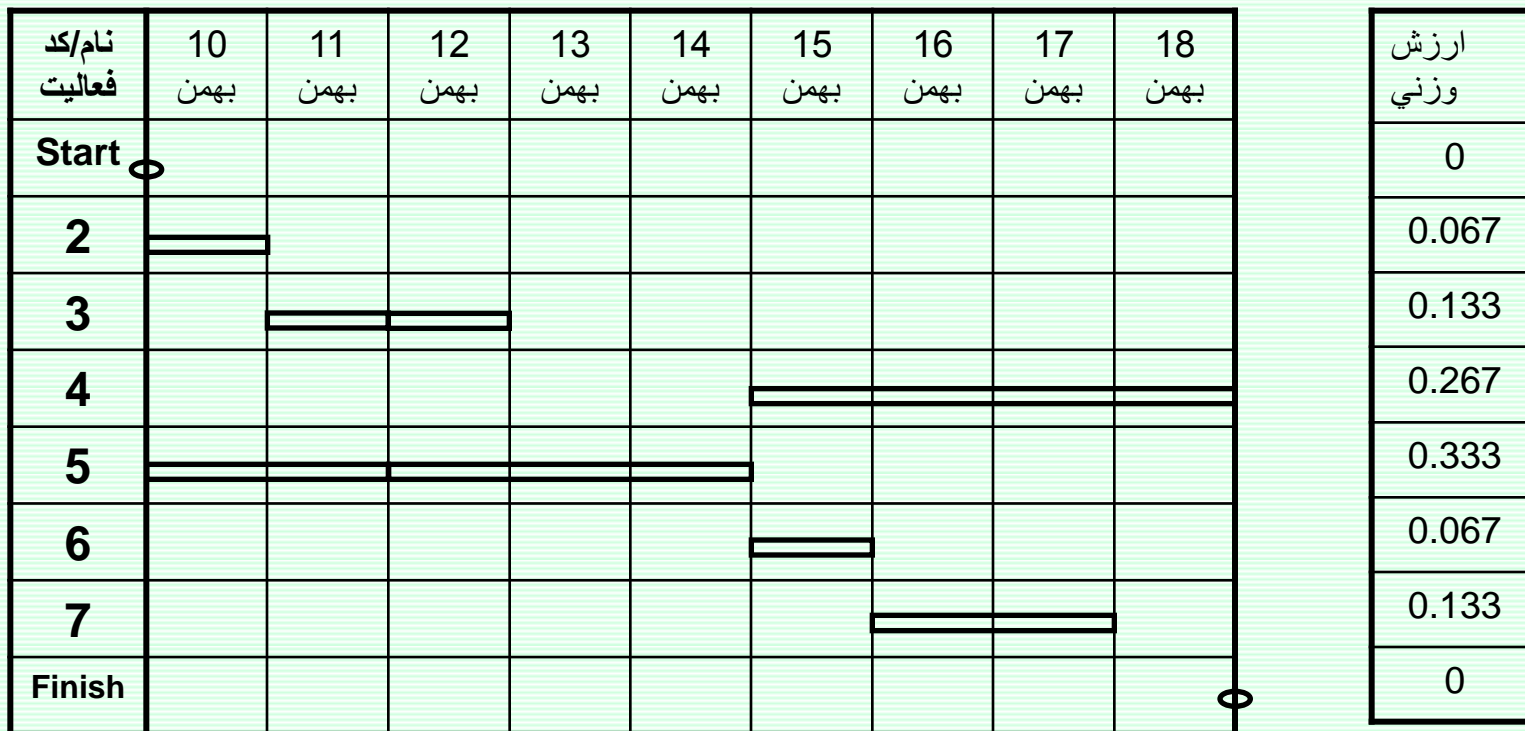 نام/كد فعاليت 10 بهمن 11 بهمن 12 بهمن 13 بهمن 14 بهمن 15 بهمن 16 بهمن 17 بهمن 18 بهمن ارزش وزني
Start 0
2 0.067
3 0.133
4 0.267
5 0.333
6 0.067
7 0.133
Finish 0